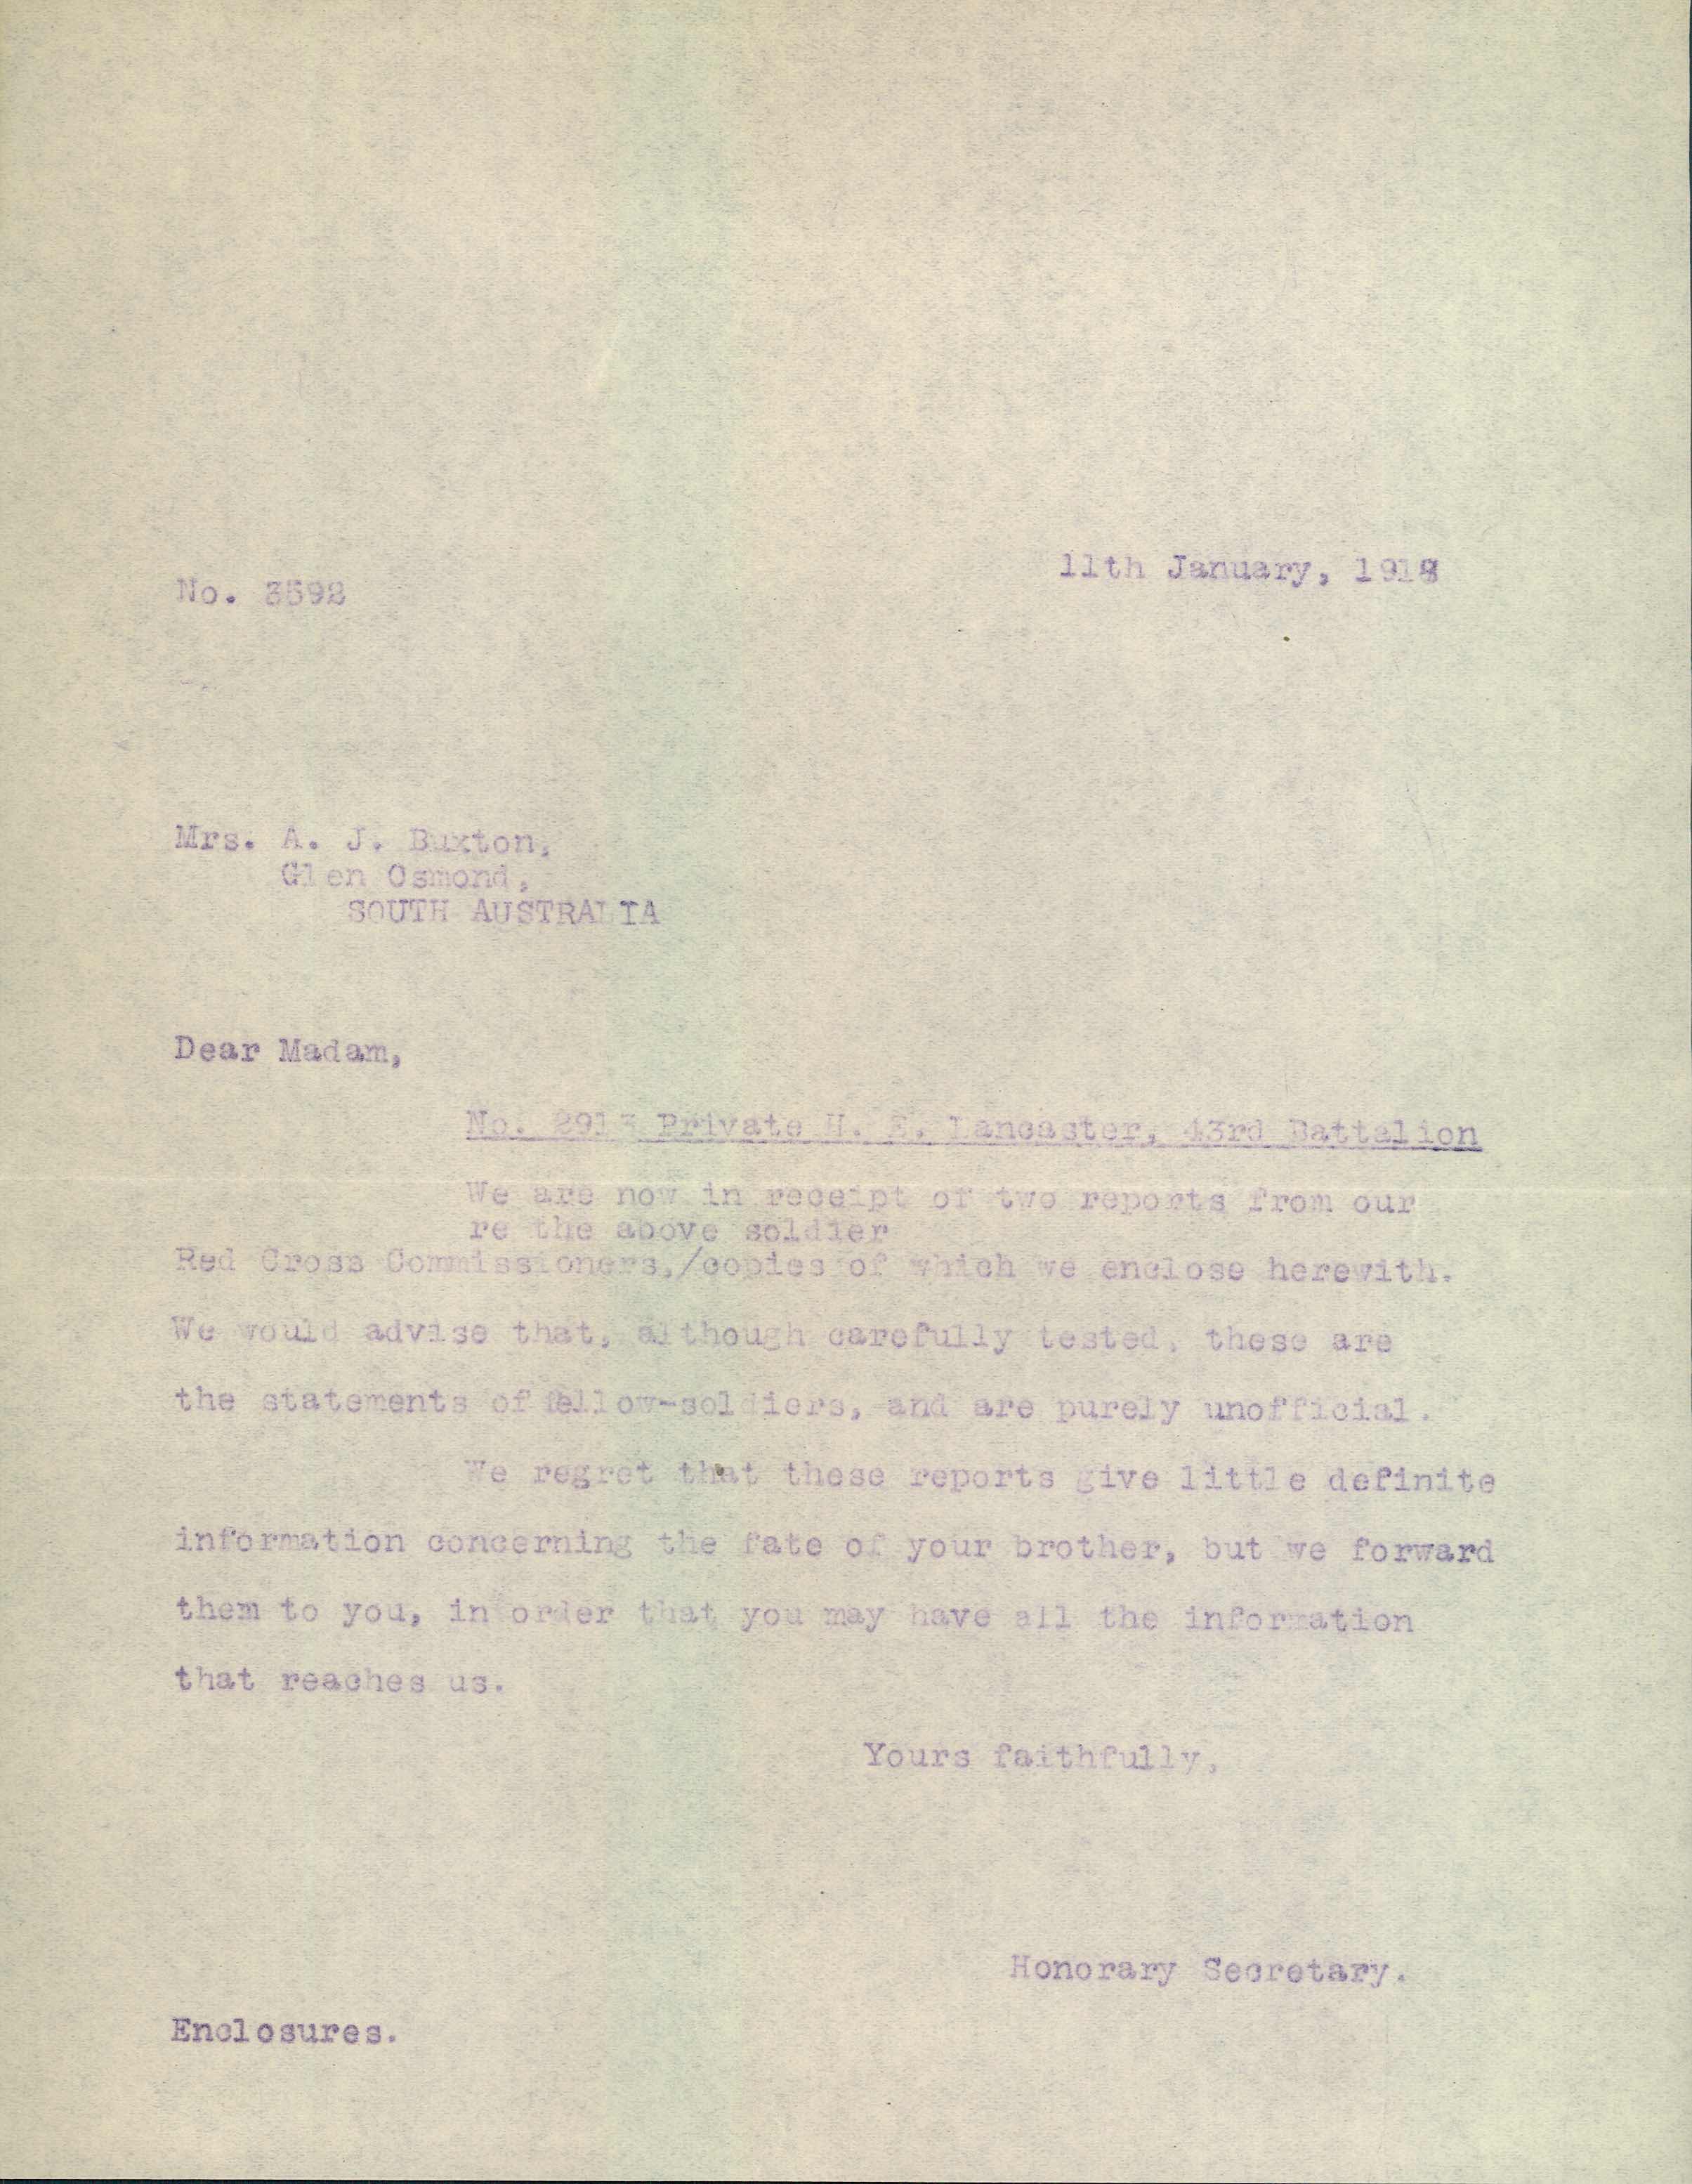 11th January, 1918
No. 3592
Mrs. A. J. Buxton,
Glen Osmond,
SOUTH AUSTRALIA
Dear Madam,
No. 2913 Private H. E. Lancaster, 43rd Battalion
We are now in receipt of two reports from our
re the above soldier
Red Cross Commissioners,/copies of which we enclose herewith.
We would advise that, although carefully tested, these are
the statements of fellow-soldiers, and are purely unofficial.
We regret that these reports give little definite
information concerning the fate of your brother, but we forward
them to you, in order that you may have all the information
that reaches us.
Yours faithfully,
Honorary Secretary.
Enclosures.